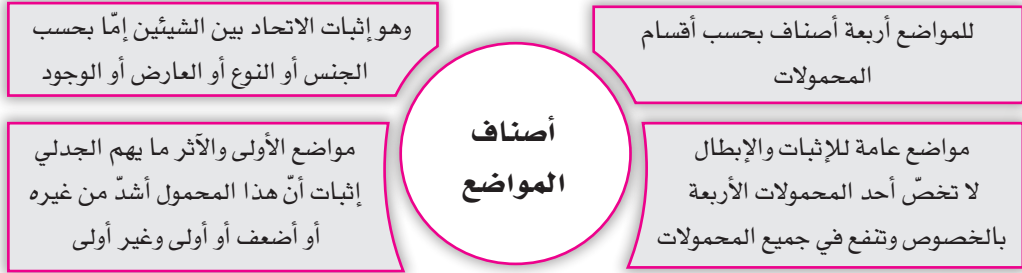 للمواضع أربعة أصناف بحسب أقسام
المحمولات
وهو إثبات الاتحاد بين الشيئين إمّا بحسب
الجنس أو النوع أو العارض أو الوجود
أصناف
المواضع
مواضع عامة للإثبات والإبطال
لا تخصّ أحد المحمولات الأربعة
بالخصوص وتنفع في جميع المحمولات
مواضع الأولى والآثر ما يهم الجدلي
إثبات أنّ هذا المحمول أشدّ من غيره
أو أضعف أو أولى وغير أولى